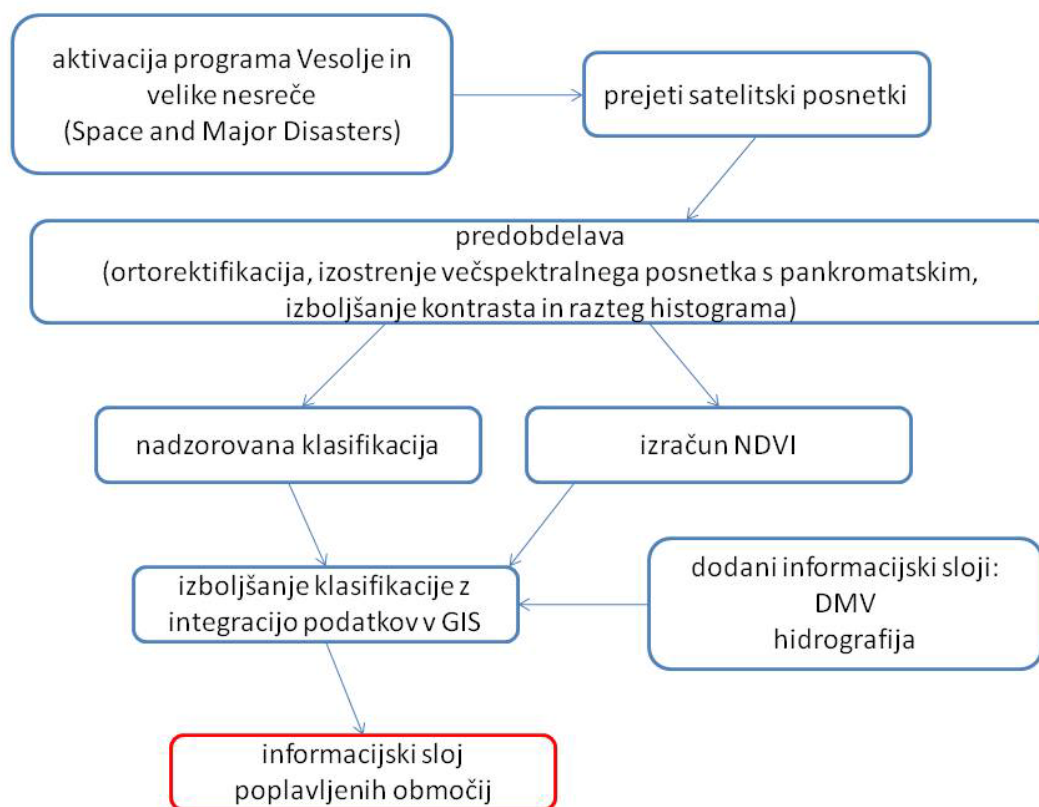 aktivacija programa Vesolje in
velike nesreče
(Space and Major Disasters)
prejeti satelitski posnetki
predobdelava
(ortorektifikacija, izostrenje večspektralnega posnetka s pankromatskim,
izboljšanje kontrasta in razteg histograma)
nadzorovana klasifikacija
izračun NDVI
izboljšanje klasifikacije z
integracijo podatkov v GIS
dodani informacijski sloji:
DMV
hidrografija
informacijski sloj
poplavljenih območij